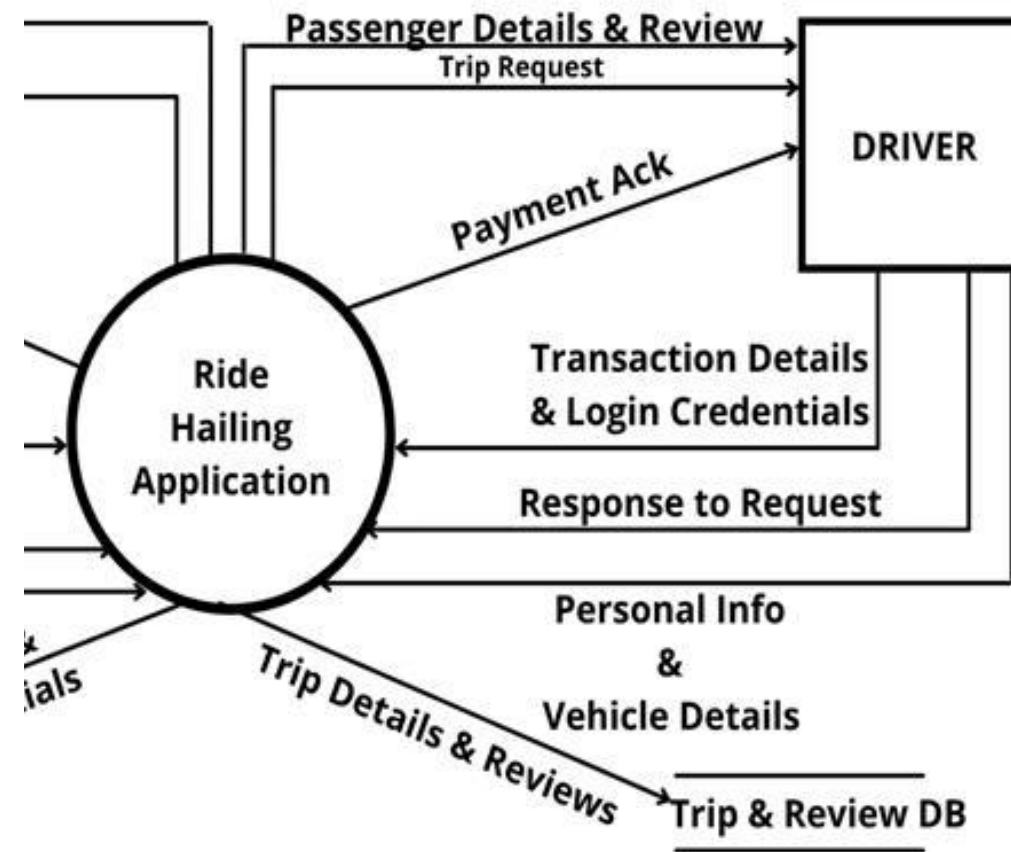 Passenger Details & Review
Trip Request
DRIVER
Payment Ack
Ride
Hailing
Application
Transaction Details
& Login Credentials
Response to Request
Personal Info
&
Vehicle Details
Trip Details & Reviews
Trip & Review DB